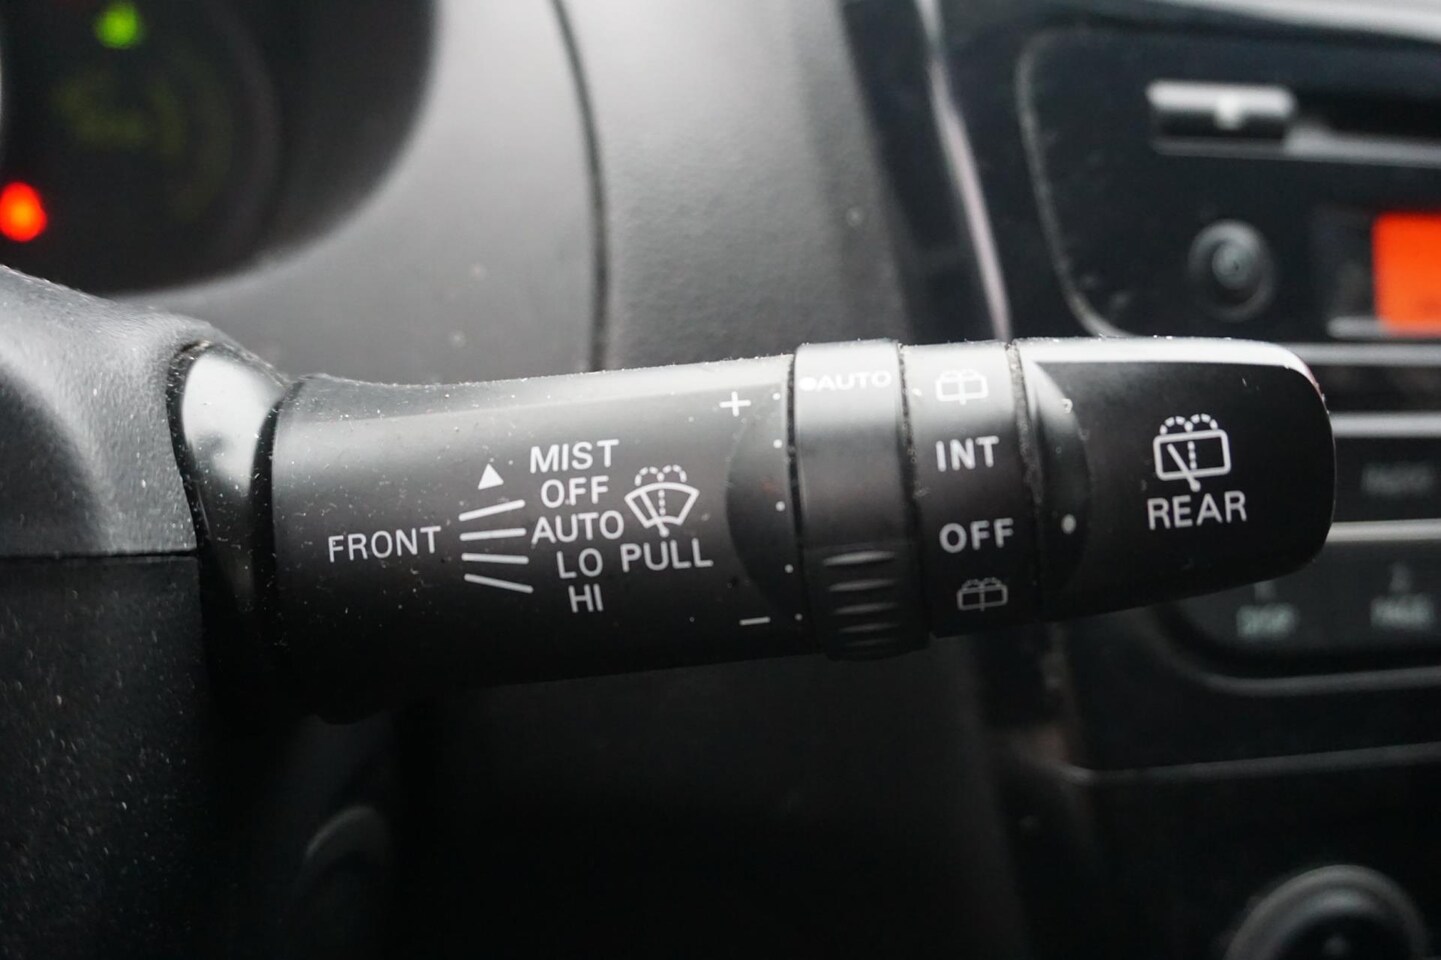 FRONT
MIST
OFF
AUTO
LO PULL
HI
+
−
AUTO
INT
OFF
REAR